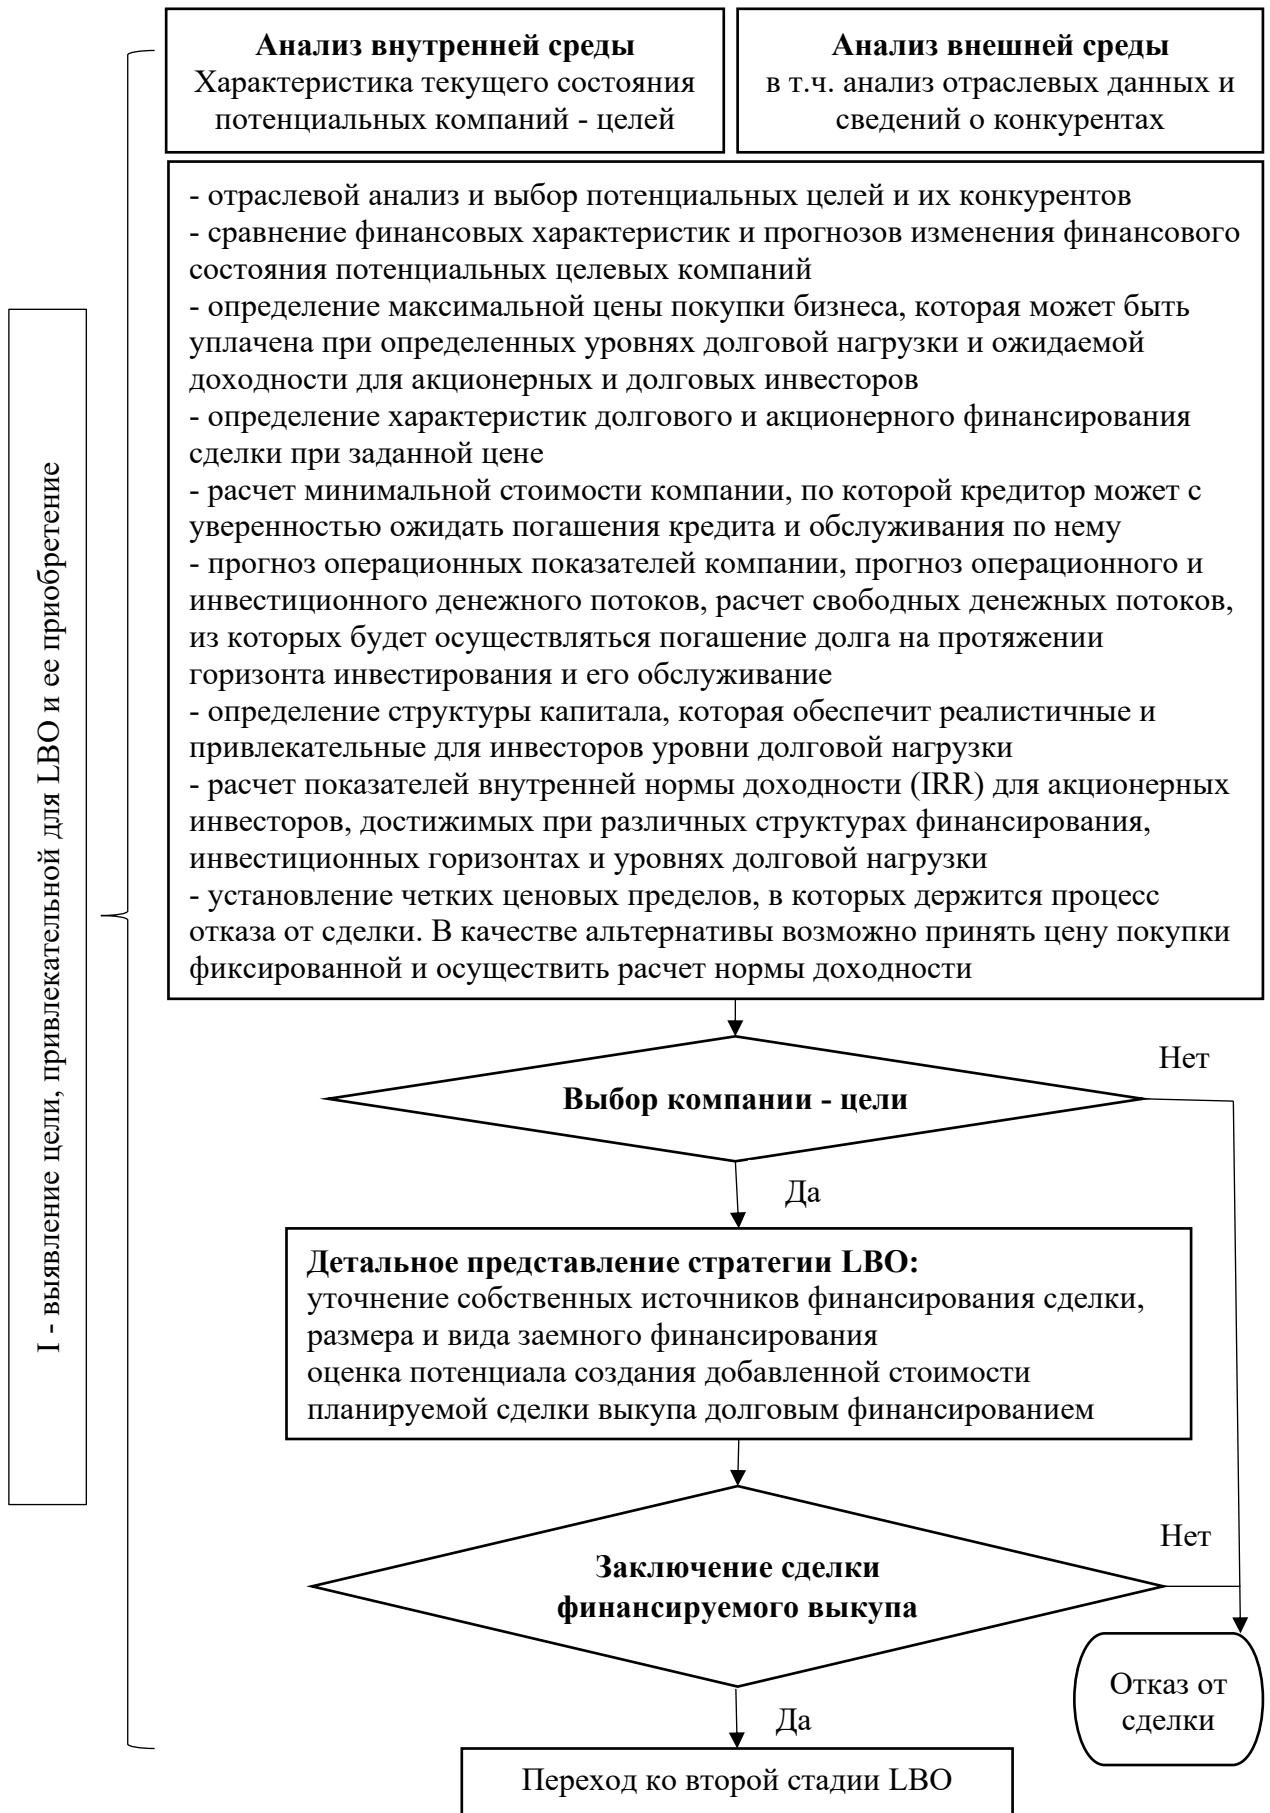 Анализ внутренней среды
Характеристика текущего состояния
потенциальных компаний - целей
Анализ внешней среды
в т.ч. анализ отраслевых данных и
сведений о конкурентах
I - выявление цели, привлекательной для LBO и ее приобретение
- отраслевой анализ и выбор потенциальных целей и их конкурентов
- сравнение финансовых характеристик и прогнозов изменения финансового
состояния потенциальных целевых компаний
- определение максимальной цены покупки бизнеса, которая может быть
уплачена при определенных уровнях долговой нагрузки и ожидаемой
доходности для акционерных и долговых инвесторов
- определение характеристик долгового и акционерного финансирования
сделки при заданной цене
- расчет минимальной стоимости компании, по которой кредитор может с
уверенностью ожидать погашения кредита и обслуживания по нему
- прогноз операционных показателей компании, прогноз операционного и
инвестиционного денежного потоков, расчет свободных денежных потоков,
из которых будет осуществляться погашение долга на протяжении
горизонта инвестирования и его обслуживание
- определение структуры капитала, которая обеспечит реалистичные и
привлекательные для инвесторов уровни долговой нагрузки
- расчет показателей внутренней нормы доходности (IRR) для акционерных
инвесторов, достижимых при различных структурах финансирования,
инвестиционных горизонтах и уровнях долговой нагрузки
- установление четких ценовых пределов, в которых держится процесс
отказа от сделки. В качестве альтернативы возможно принять цену покупки
фиксированной и осуществить расчет нормы доходности
Нет
Выбор компании - цели
Да
Детальное представление стратегии LBO:
уточнение собственных источников финансирования сделки,
размера и вида заемного финансирования
оценка потенциала создания добавленной стоимости
планируемой сделки выкупа долговым финансированием
Нет
Заключение сделки
финансируемого выкупа
Отказ от
сделки
Да
Переход ко второй стадии LBO